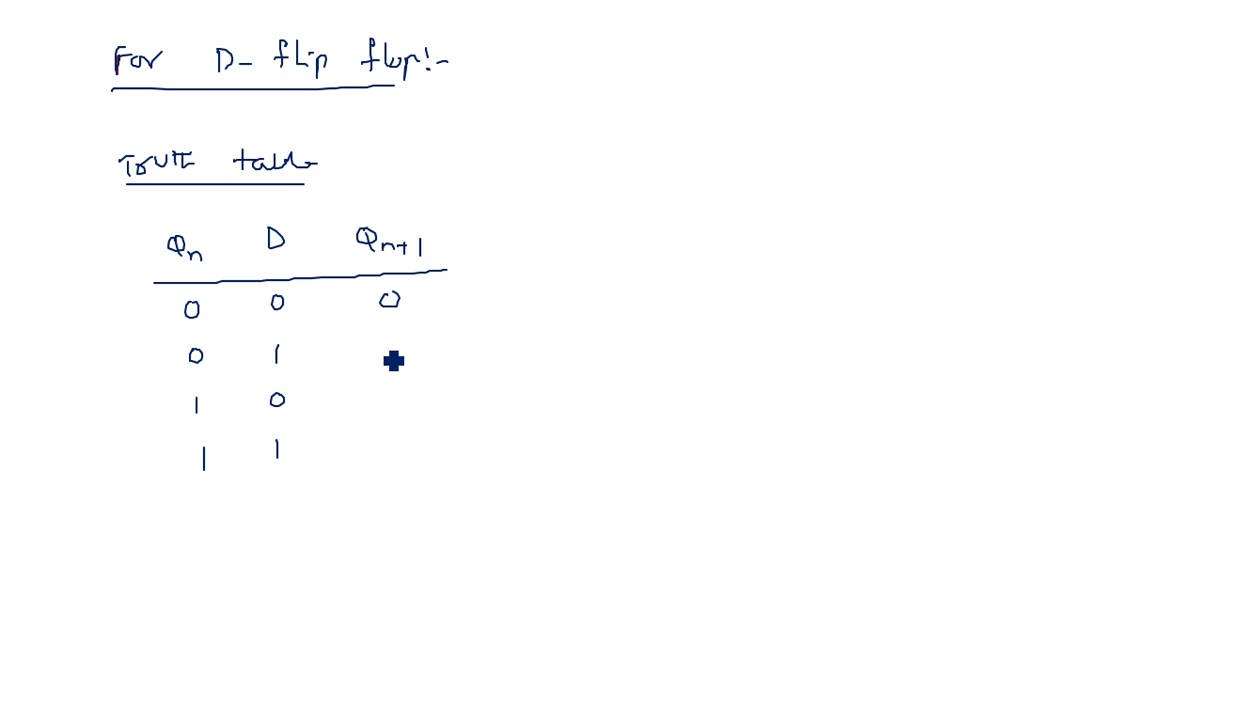 For D- flip flop:-
Truth table
Qn D Qn+1
0 0 0
0 1
1 0
1 1